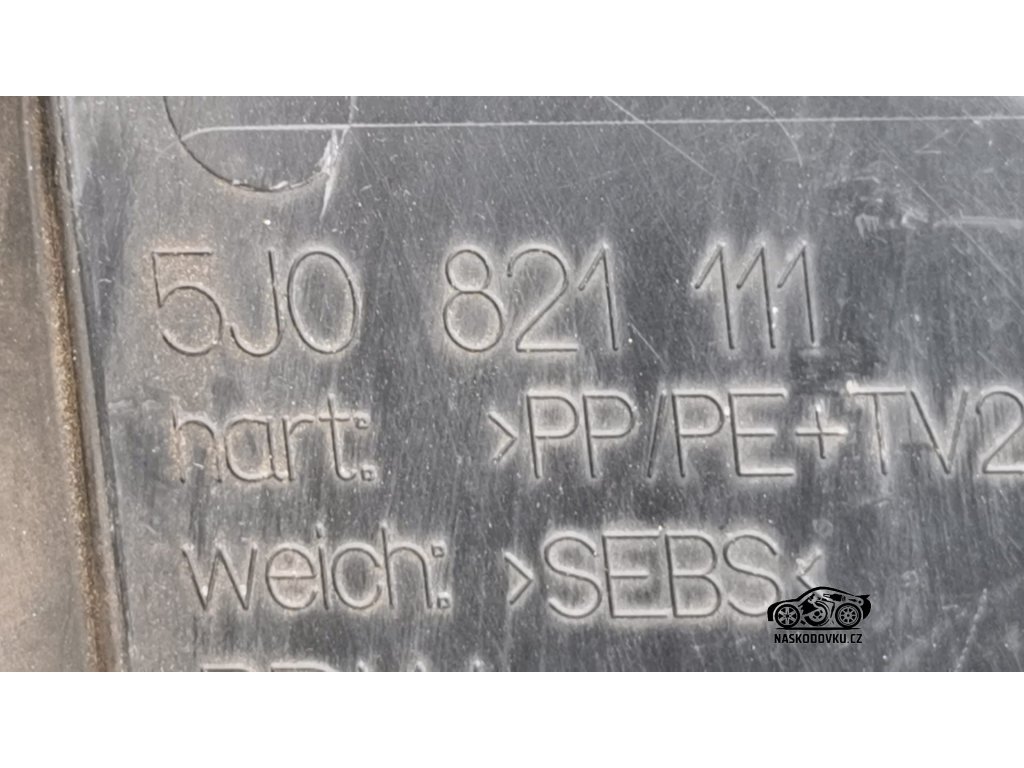 5J0 821 111
hart: >PP/PE+TV2
weich: >SEBS<
NASKODOVKU.CZ